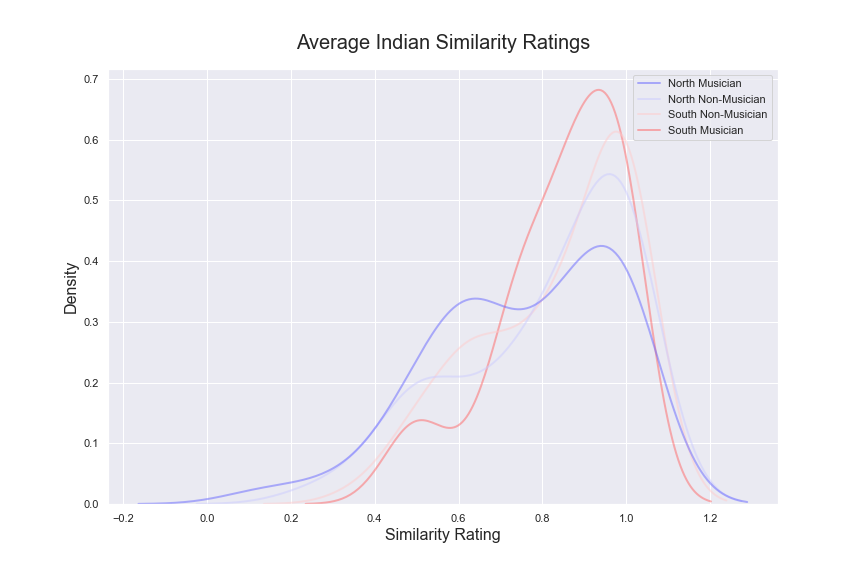 Average Indian Similarity Ratings
North Musician
North Non-Musician
South Non-Musician
South Musician
0.7
0.6
0.5
0.4
0.3
0.2
0.1
0.0
Density
−0.2 0.0 0.2 0.4 0.6 0.8 1.0 1.2
Similarity Rating